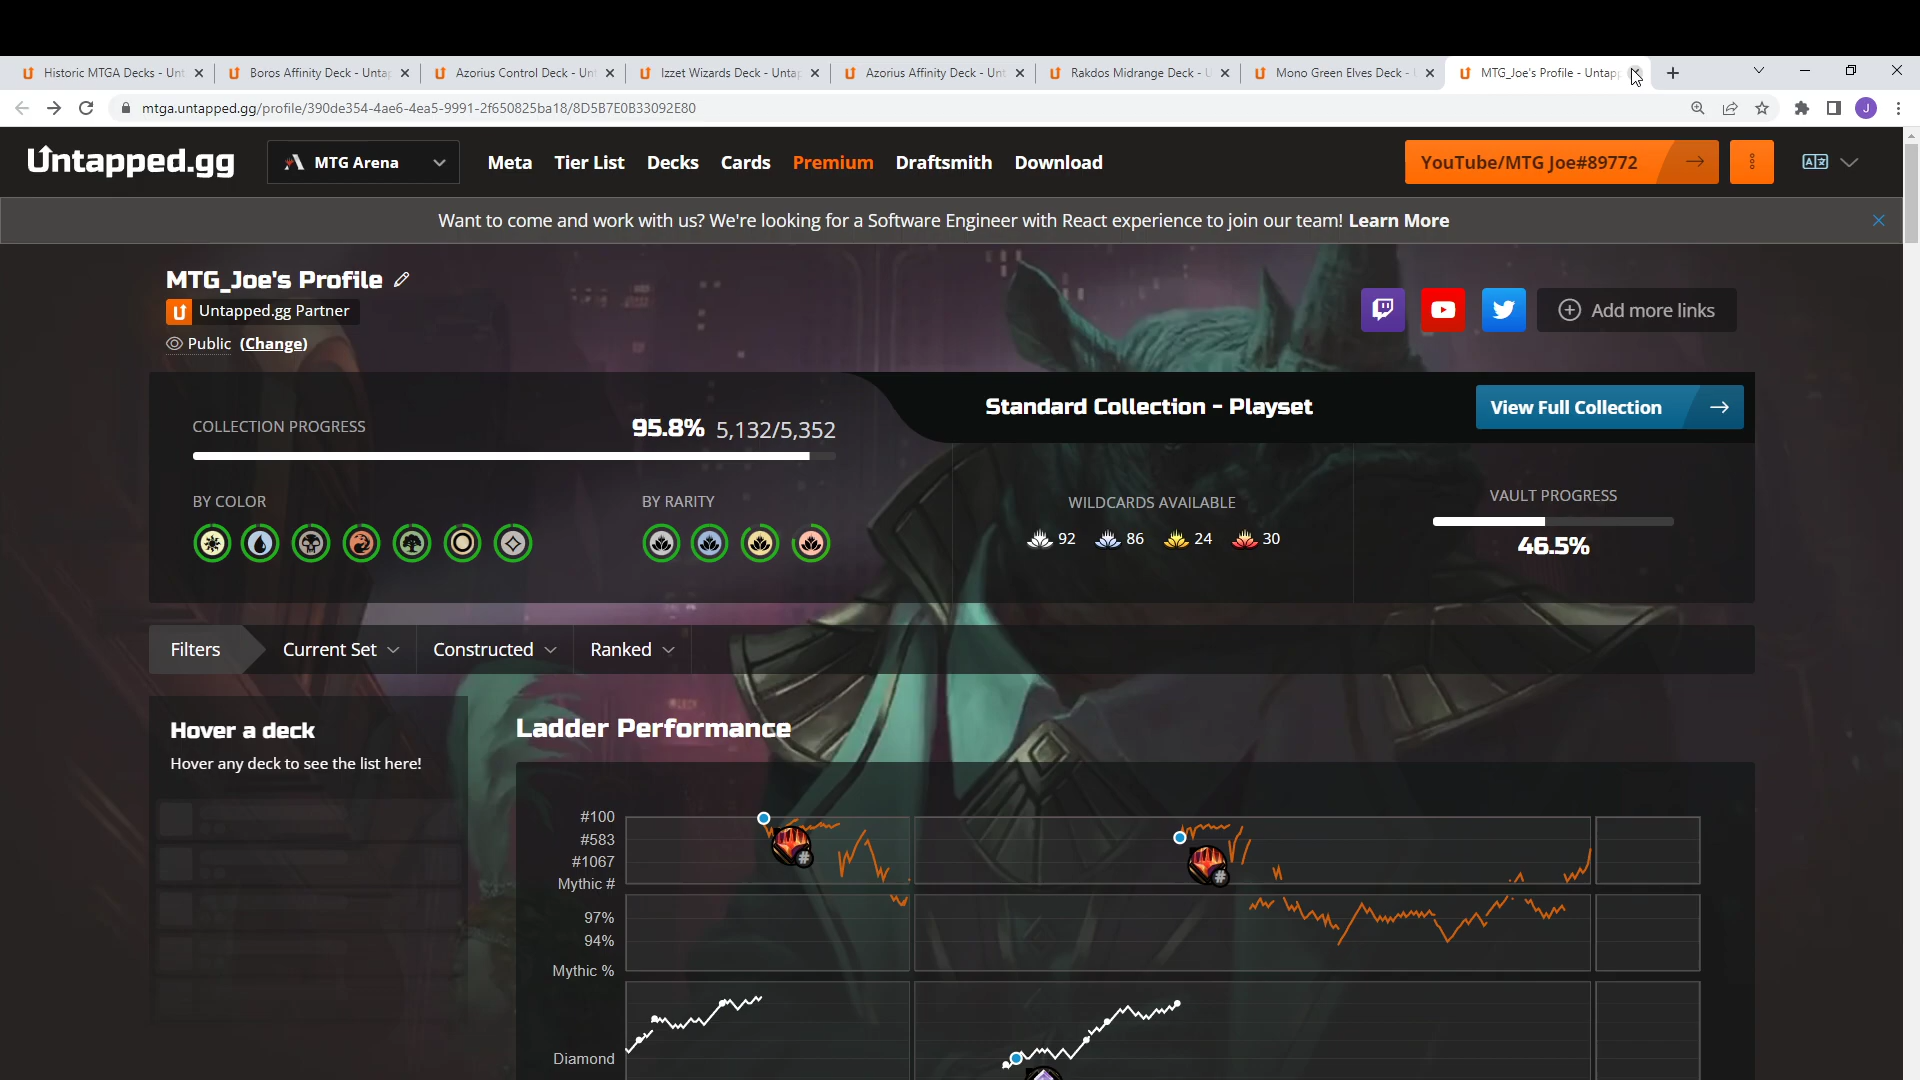 Historic MTGA Decks - Unt
Boros Affinity Deck - Untap
Azorius Control Deck - Unt
Izzet Wizards Deck - Untap
Azorius Affinity Deck - Unt
Rakdos Midrange Deck - U
Mono Green Elves Deck -
MTG_Joe's Profile - Untapp
mtga.untapped.gg/profile/390de354-4ae6-4ea5-9991-2f650825ba18/8D5B7E0B33092E80
J
Untapped.gg
MTG Arena
Meta
Tier List
Decks
Cards
Premium
Draftsmith
Download
YouTube/MTG Joe#89772
Want to come and work with us? We're looking for a Software Engineer with React experience to join our team! Learn More
MTG_Joe's Profile
Untapped.gg Partner
Public (Change)
Add more links
COLLECTION PROGRESS
95.8% 5,132/5,352
Standard Collection - Playset
View Full Collection
BY COLOR
BY RARITY
WILDCARDS AVAILABLE
92
86
24
30
VAULT PROGRESS
46.5%
Filters
Current Set
Constructed
Ranked
Hover a deck
Hover any deck to see the list here!
Ladder Performance
#100
#583
#1067
Mythic #
97%
94%
Mythic %
Diamond
#
#